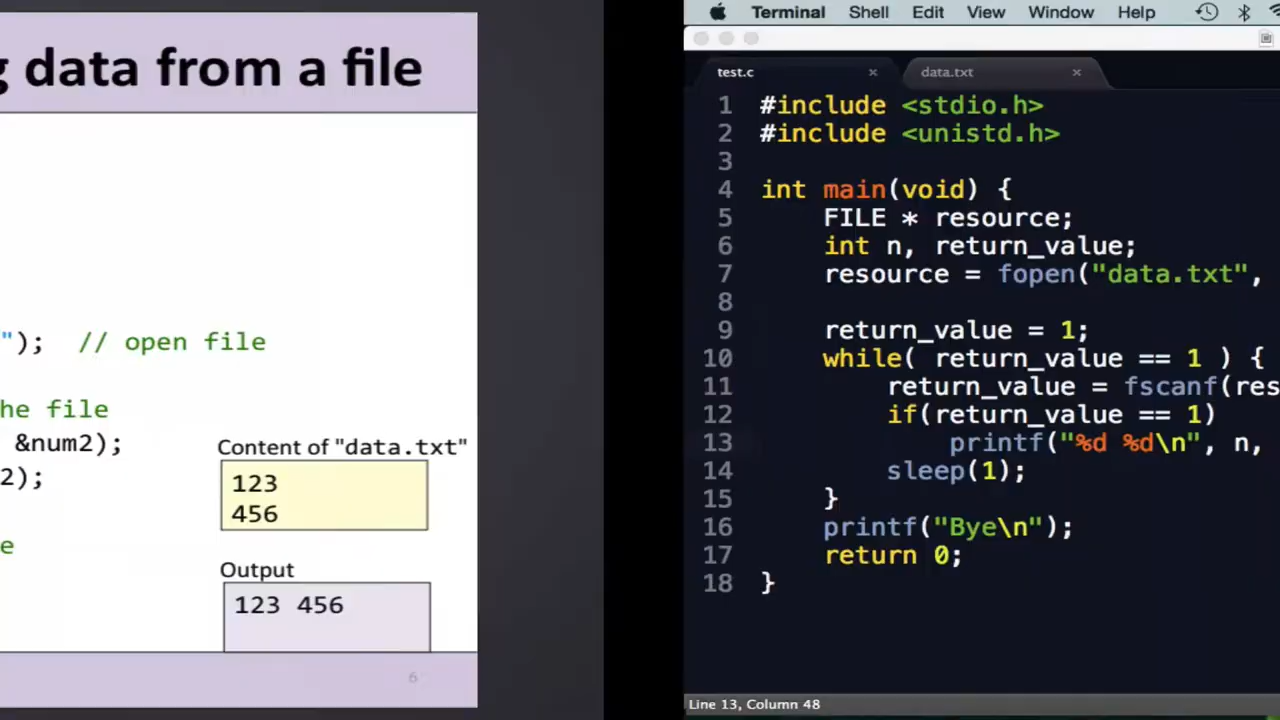 g data from a file
"); // open file
he file
&num2);
2);
e
Content of "data.txt"
123
456
Output
123 456
6
Terminal Shell Edit View Window Help
test.c × data.txt ×
1 #include <stdio.h>
2 #include <unistd.h>
3
4 int main(void) {
5 FILE * resource;
6 int n, return_value;
7 resource = fopen("data.txt",
8
9 return_value = 1;
10 while( return_value == 1 ) {
11 return_value = fscanf(res
12 if(return_value == 1)
13 printf("%d %d\n", n,
14 sleep(1);
15 }
16 printf("Bye\n");
17 return 0;
18 }
Line 13, Column 48